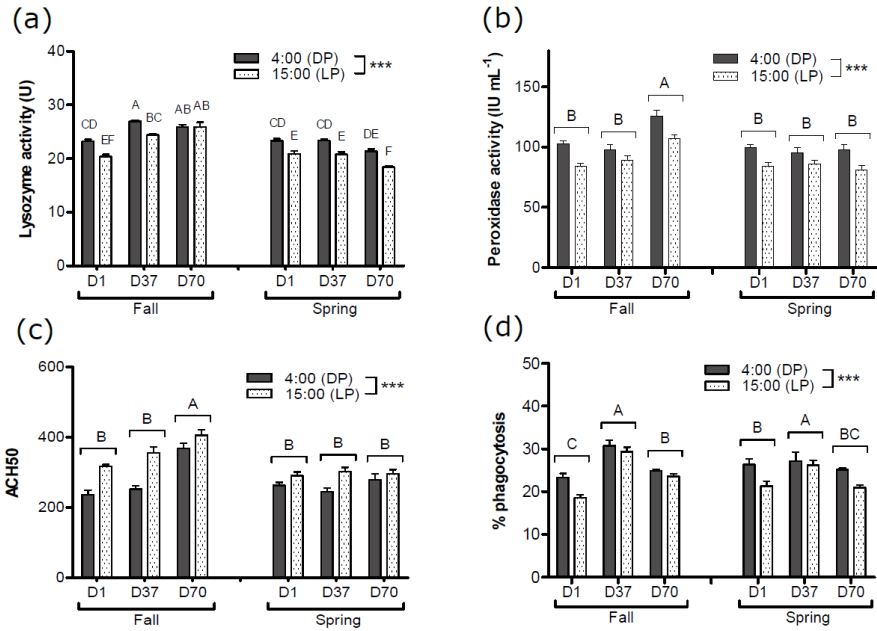 (a)
Lysozyme activity (U)
40
30
20
10
0
4:00 (DP)
15:00 (LP)
***
CD EF A BC AB AB CD E CD E DE F
D1 D37 D70 D1 D37 D70
Fall Spring
(b)
Peroxidase activity (IU mL⁻¹)
150
100
50
0
4:00 (DP)
15:00 (LP)
***
B B A B B B
D1 D37 D70 D1 D37 D70
Fall Spring
(c)
ACH50
600
400
200
0
4:00 (DP)
15:00 (LP)
***
B B A B B B
D1 D37 D70 D1 D37 D70
Fall Spring
(d)
% phagocytosis
50
40
30
20
10
0
4:00 (DP)
15:00 (LP)
***
C A B B A BC
D1 D37 D70 D1 D37 D70
Fall Spring